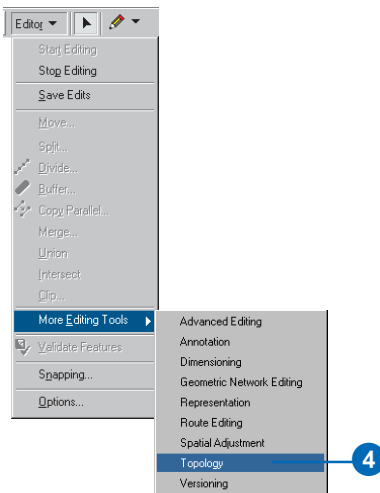 Editor
Start Editing
Stop Editing
Save Edits
Move...
Split...
Divide...
Buffer...
Copy Parallel...
Merge...
Union
Intersect
Clip...
More Editing Tools
Validate Features
Snapping...
Options...
Advanced Editing
Annotation
Dimensioning
Geometric Network Editing
Representation
Route Editing
Spatial Adjustment
Topology
4
Versioning